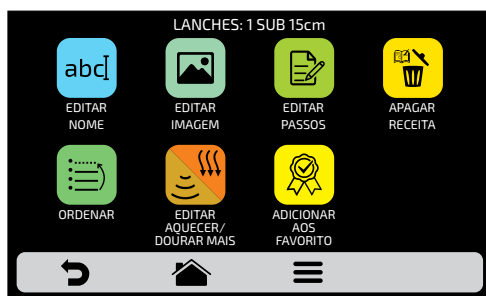 LANCHES: 1 SUB 15cm
abc
EDITAR
NOME
EDITAR
IMAGEM
EDITAR
PASSOS
APAGAR
RECEITA
ORDENAR
EDITAR
AQUECER/
DOURAR MAIS
ADICIONAR
AOS
FAVORITO